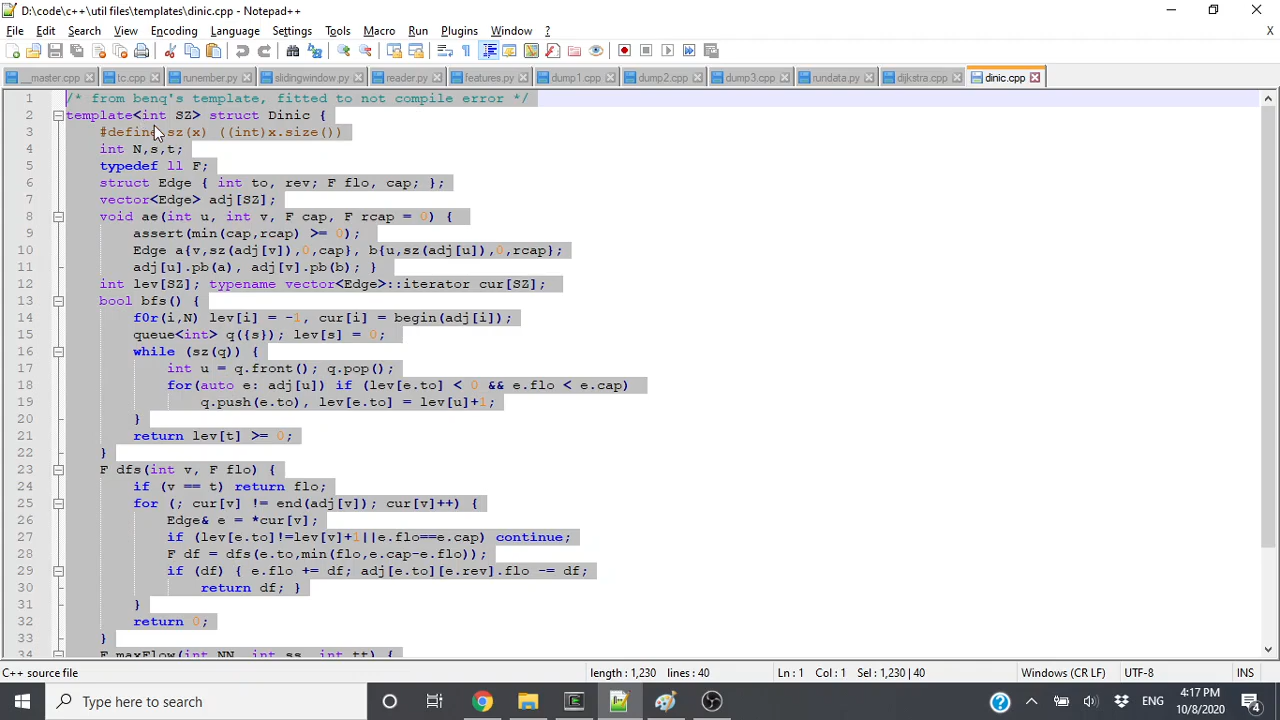 D:\code\c++\util files\templates\dinic.cpp - Notepad++
File Edit Search View Encoding Language Settings Tools Macro Run Plugins Window ?
X
__master.cpp tc.cpp runember.py slidingwindow.py reader.py features.py dump1.cpp dump2.cpp dump3.cpp rundata.py dijkstra.cpp dinic.cpp
1 /* from benq's template, fitted to not compile error */
2 template<int SZ> struct Dinic {
3 #define sz(x) ((int)x.size())
4 int N,s,t;
5 typedef ll F;
6 struct Edge { int to, rev; F flo, cap; };
7 vector<Edge> adj[SZ];
8 void ae(int u, int v, F cap, F rcap = 0) {
9 assert(min(cap,rcap) >= 0);
10 Edge a{v,sz(adj[v]),0,cap}, b{u,sz(adj[u]),0,rcap};
11 adj[u].pb(a), adj[v].pb(b); }
12 int lev[SZ]; typename vector<Edge>::iterator cur[SZ];
13 bool bfs() {
14 f0r(i,N) lev[i] = -1, cur[i] = begin(adj[i]);
15 queue<int> q({s}); lev[s] = 0;
16 while (sz(q)) {
17 int u = q.front(); q.pop();
18 for(auto e: adj[u]) if (lev[e.to] < 0 && e.flo < e.cap)
19 q.push(e.to), lev[e.to] = lev[u]+1;
20 }
21 return lev[t] >= 0;
22 }
23 F dfs(int v, F flo) {
24 if (v == t) return flo;
25 for (; cur[v] != end(adj[v]); cur[v]++) {
26 Edge& e = *cur[v];
27 if (lev[e.to]!=lev[v]+1||e.flo==e.cap) continue;
28 F df = dfs(e.to,min(flo,e.cap-e.flo));
29 if (df) { e.flo += df; adj[e.to][e.rev].flo -= df;
30 return df; }
31 }
32 return 0;
33 }
34 F maxFlow(int NN, int ss, int tt) {
C++ source file length : 1,230 lines : 40 Ln : 1 Col : 1 Sel : 1,230 | 40 Windows (CR LF) UTF-8 INS
Type here to search
ENG
4:17 PM
10/8/2020
4